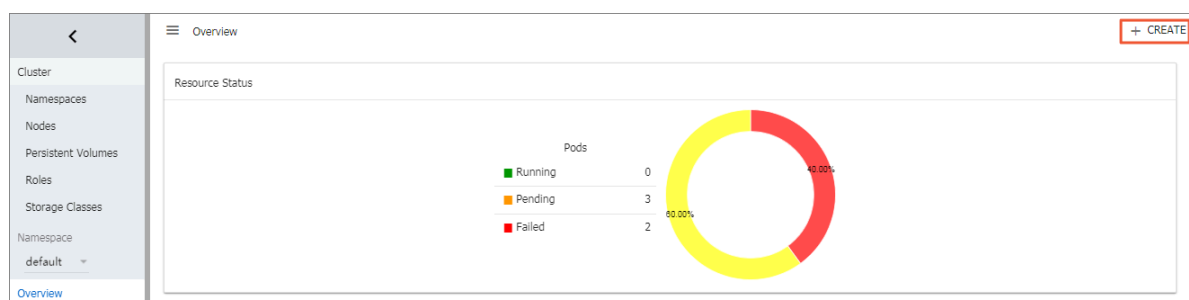 Overview
+ CREATE
Cluster
Namespaces
Nodes
Persistent Volumes
Roles
Storage Classes
Namespace
default
Overview
Resource Status
Pods
Running 0
Pending 3
Failed 2
40.00%
60.00%